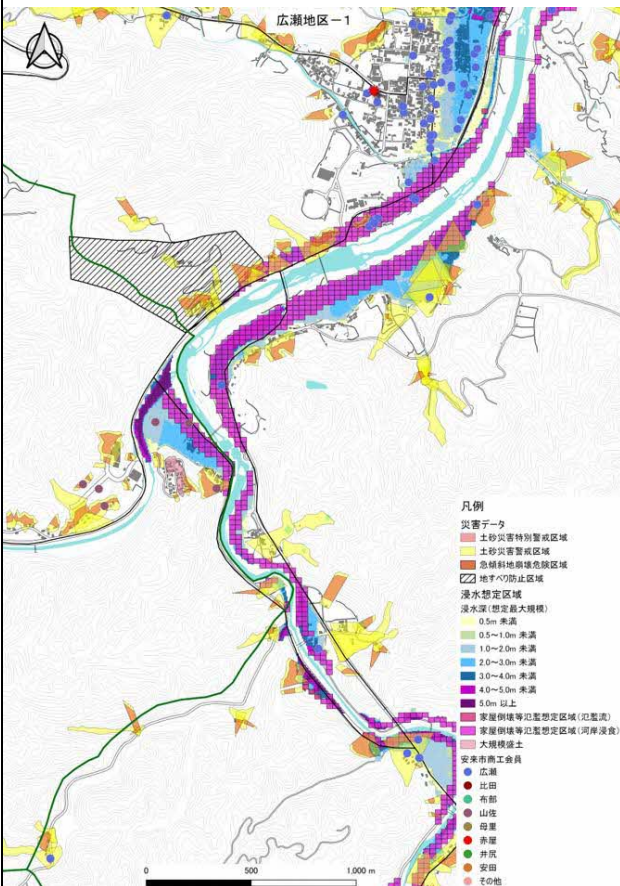 広瀬地区－1
凡例
災害データ
土砂災害特別警戒区域
土砂災害警戒区域
急傾斜地崩壊危険区域
地すべり防止区域
浸水想定区域
浸水深(想定最大規模)
0.5m 未満
0.5～1.0m 未満
1.0～2.0m 未満
2.0～3.0m 未満
3.0～4.0m 未満
4.0～5.0m 未満
5.0m 以上
家屋倒壊等氾濫想定区域(氾濫流)
家屋倒壊等氾濫想定区域(河岸浸食)
大規模盛土
安来市商工会員
広瀬
比田
布部
山佐
母里
赤屋
井尻
安田
その他
0 500 1,000 m